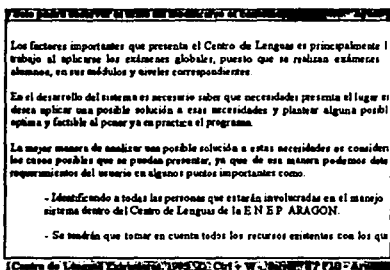 Los factores importantes que presenta el Centro de Lenguas es principalmente l
trabajo al aplicarse los exámenes globales, puesto que se realizan exámenes
alumnos, en sus módulos y niveles correspondientes.
En el desarrollo del sistema es necesario saber que necesidades presenta el lugar
desea aplicar una posible solución a esas necesidades y plantear alguna posibl
optima y factible al poner ya en practica el programa.
La mejor manera de analizar una posible solución a estas necesidades es consider
los casos posibles que se puedan presentar, ya que de esa manera podemos dete
requerimientos del usuario en algunos puntos importantes como.
- Identificando a todas las personas que estarán involucradas en el manejo
sistema dentro del Centro de Lenguas de la E N E P ARAGON.
- Se tendrán que tomar en cuenta todos los recursos existentes con los qu